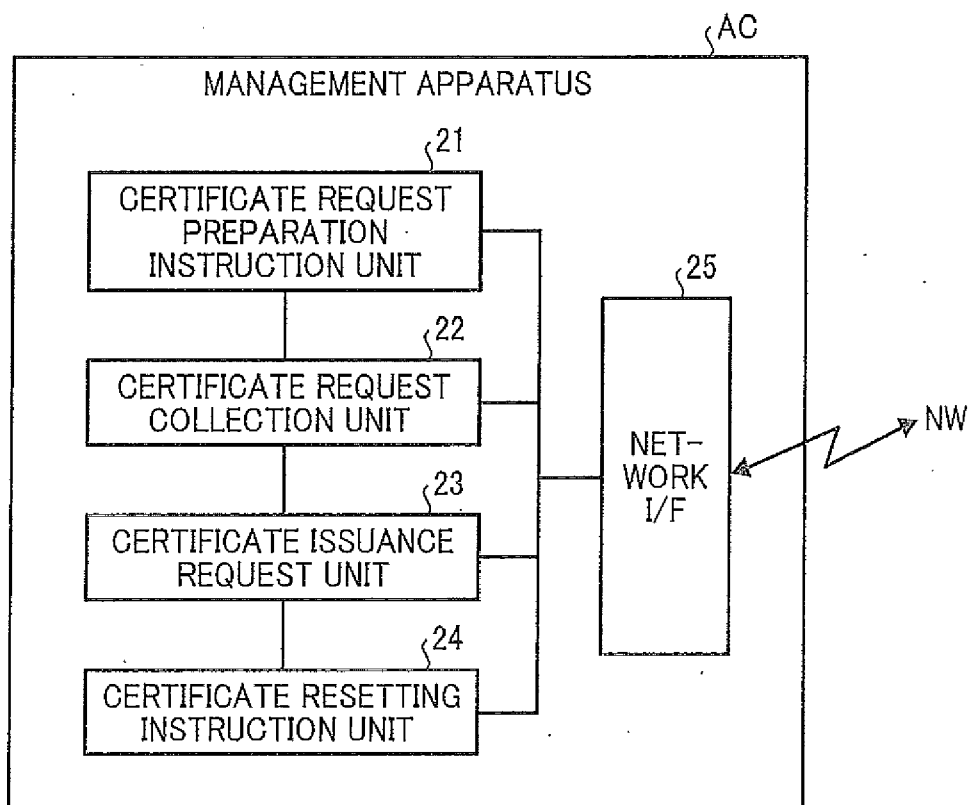 AC
MANAGEMENT APPARATUS
21
CERTIFICATE REQUEST
PREPARATION
INSTRUCTION UNIT
22
CERTIFICATE REQUEST
COLLECTION UNIT
23
CERTIFICATE ISSUANCE
REQUEST UNIT
24
CERTIFICATE RESETTING
INSTRUCTION UNIT
25
NET-
WORK
I/F
NW